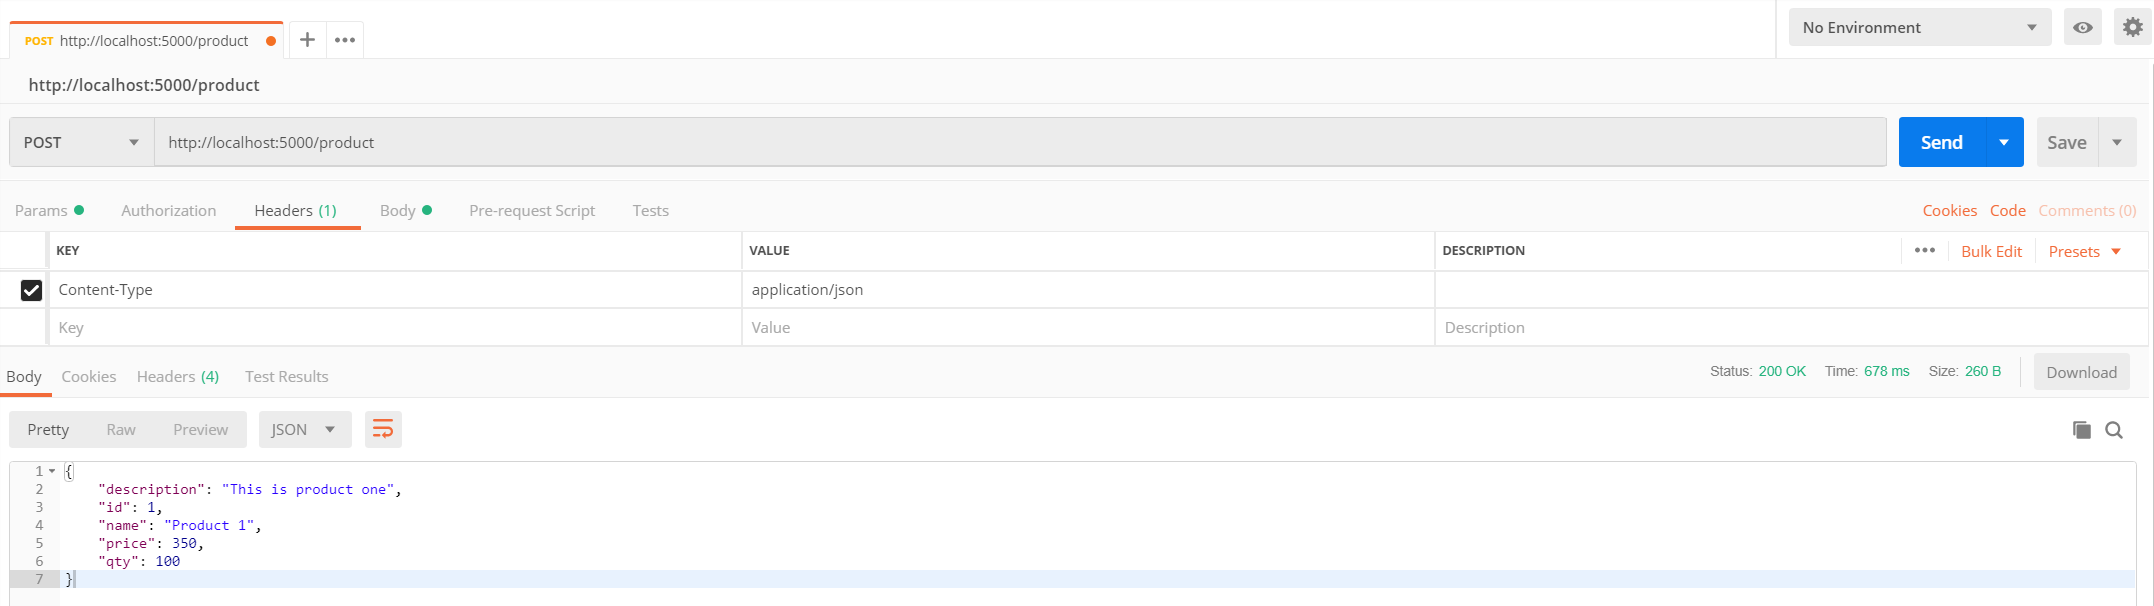 POST http://localhost:5000/product
No Environment
http://localhost:5000/product
POST http://localhost:5000/product Send Save
Params Authorization Headers (1) Body Pre-request Script Tests Cookies Code Comments (0)
KEY VALUE DESCRIPTION Bulk Edit Presets
Content-Type application/json
Key Value Description
Body Cookies Headers (4) Test Results Status: 200 OK Time: 678 ms Size: 260 B Download
Pretty Raw Preview JSON
1 {
2 "description": "This is product one",
3 "id": 1,
4 "name": "Product 1",
5 "price": 350,
6 "qty": 100
7 }